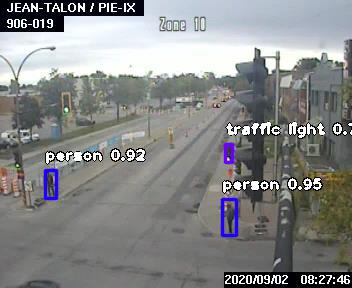 JEAN-TALON / PIE-IX
906-019
Zone 10
traffic light 0.7
person 0.92
person 0.95
2020/09/02 08:27:46